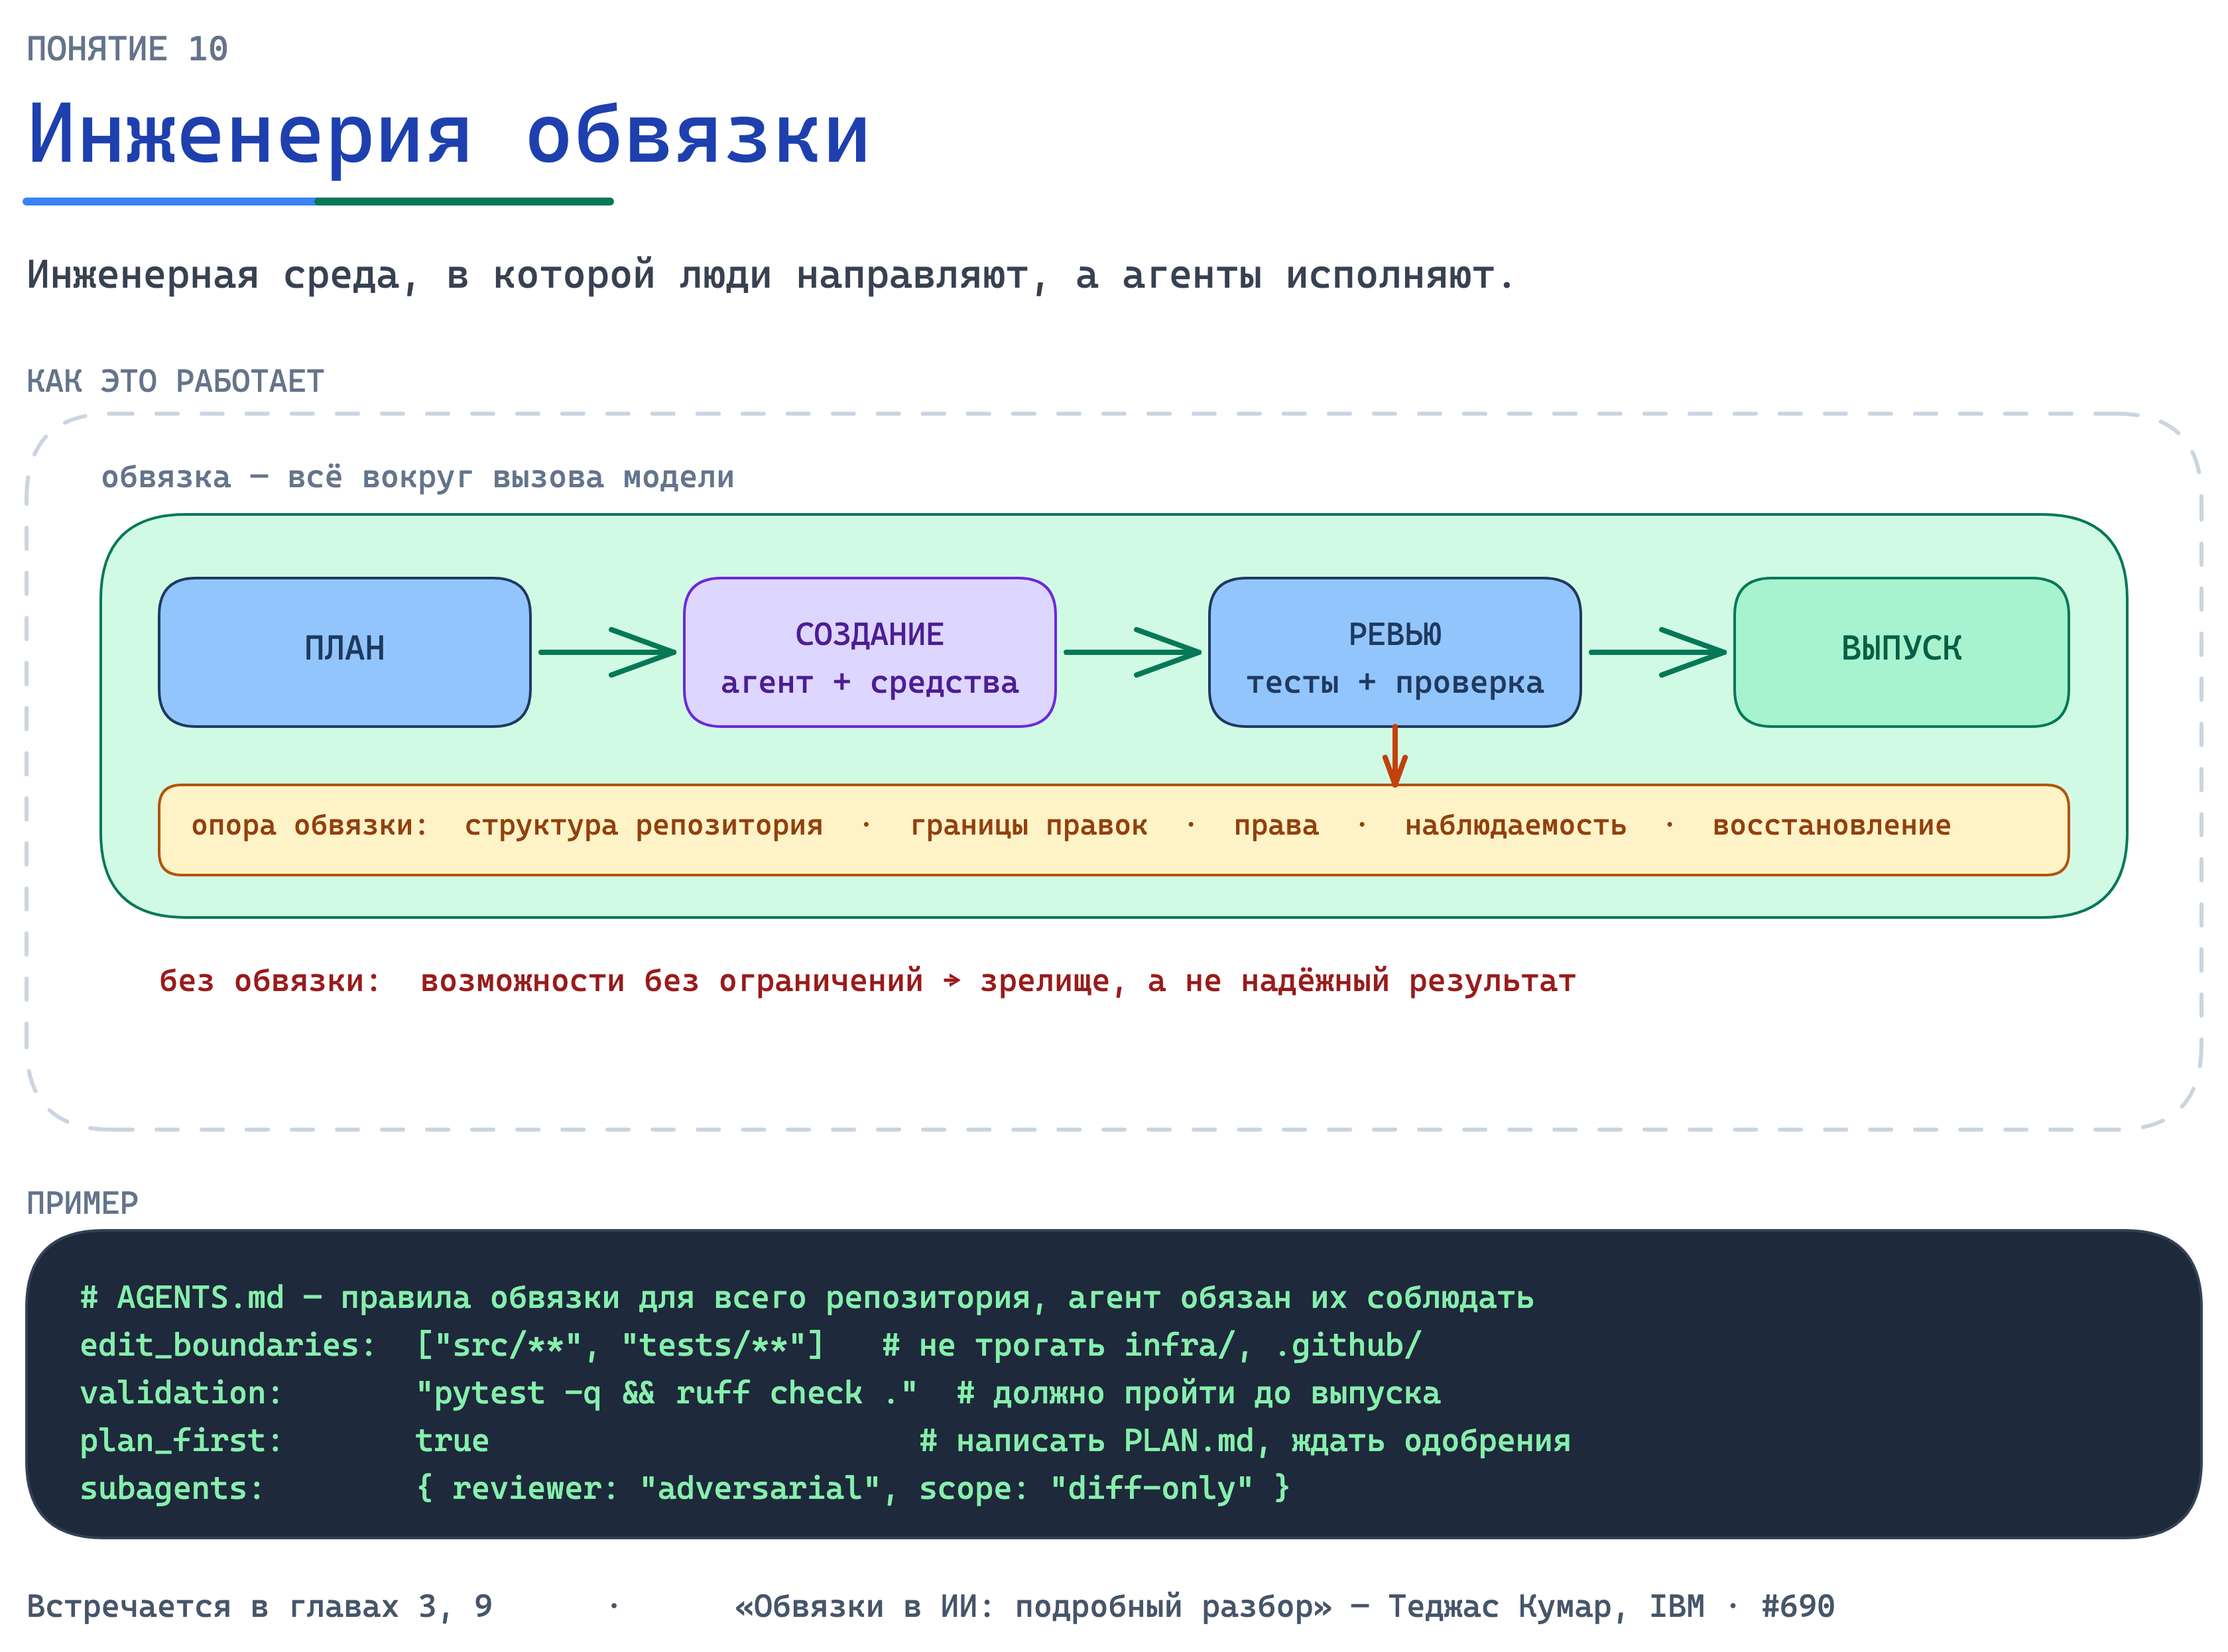 ПОНЯТИЕ 10
Инженерия обвязки
Инженерная среда, в которой люди направляют, а агенты исполняют.
КАК ЭТО РАБОТАЕТ
обвязка — всё вокруг вызова модели
ПЛАН
СОЗДАНИЕ
агент + средства
РЕВЬЮ
тесты + проверка
ВЫПУСК
опора обвязки: структура репозитория · границы правок · права · наблюдаемость · восстановление
без обвязки: возможности без ограничений → зрелище, а не надёжный результат
ПРИМЕР
# AGENTS.md — правила обвязки для всего репозитория, агент обязан их соблюдать
edit_boundaries: ["src/**", "tests/**"] # не трогать infra/, .github/
validation: "pytest -q && ruff check ." # должно пройти до выпуска
plan_first: true # написать PLAN.md, ждать одобрения
subagents: { reviewer: "adversarial", scope: "diff-only" }
Встречается в главах 3, 9 · «Обвязки в ИИ: подробный разбор» — Теджас Кумар, IBM · #690